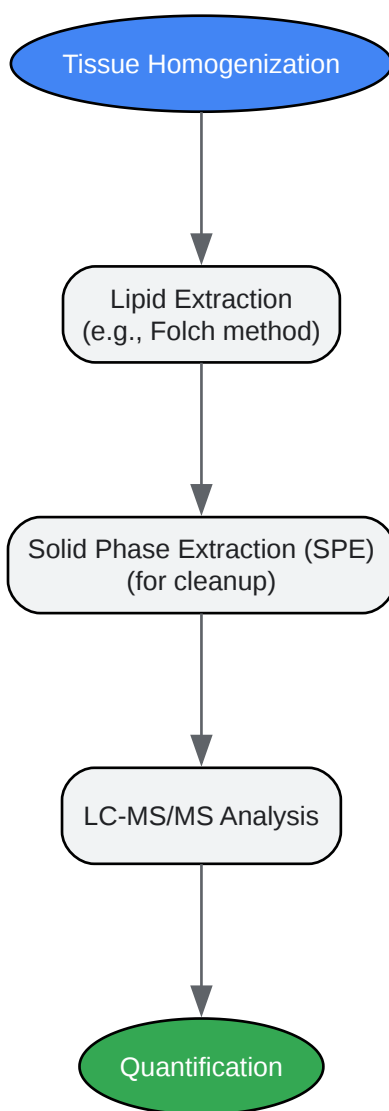 Tissue Homogenization
Lipid Extraction
(e.g., Folch method)
Solid Phase Extraction (SPE)
(for cleanup)
LC-MS/MS Analysis
Quantification